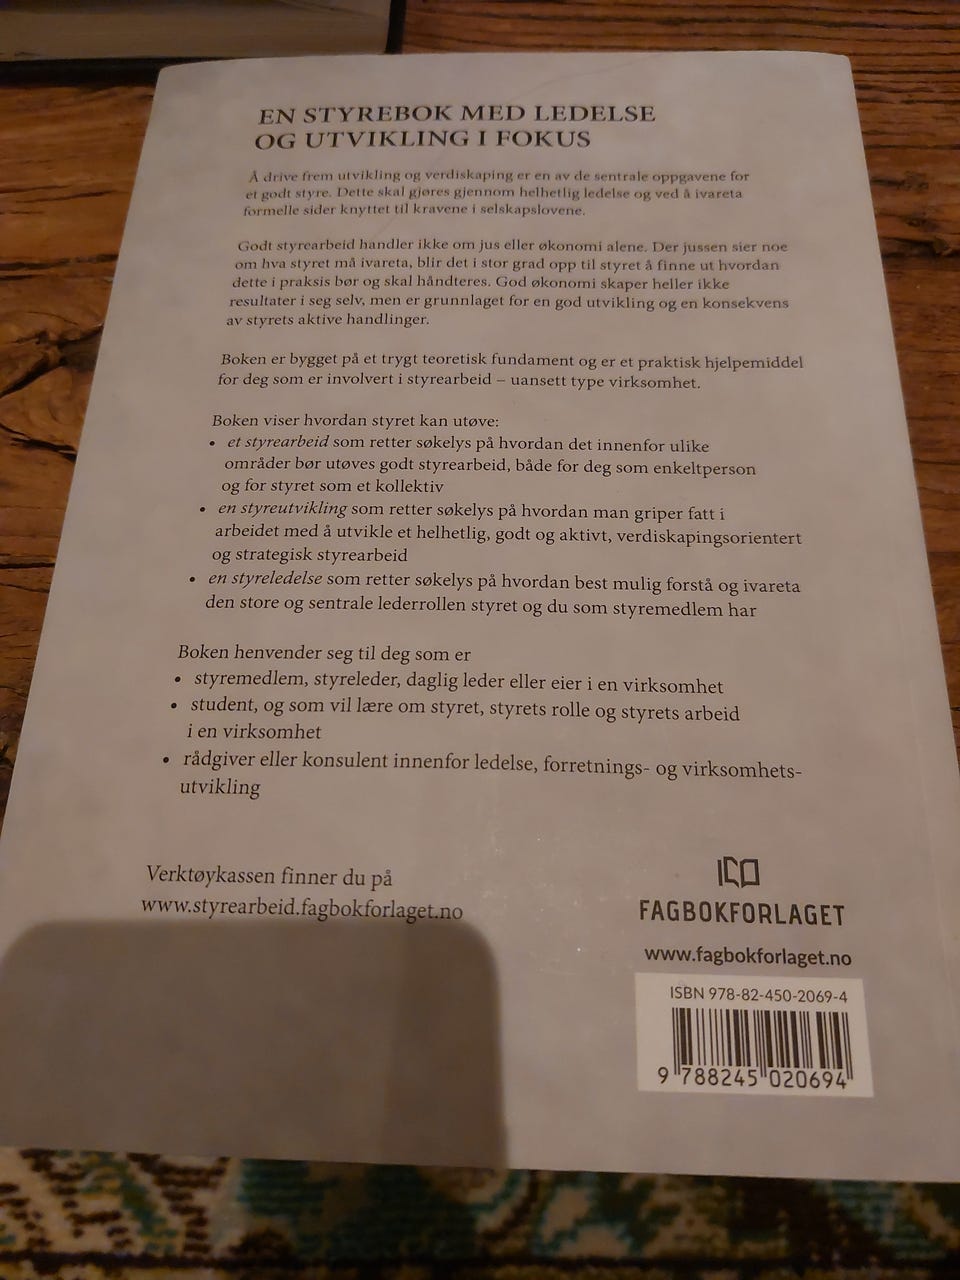 EN STYREBOK MED LEDELSE
OG UTVIKLING I FOKUS
Å drive frem utvikling og verdiskaping er en av de sentrale oppgavene for
et godt styre. Dette skal gjøres gjennom helhetlig ledelse og ved å ivareta
formelle sider knyttet til kravene i selskapslovene.
Godt styrearbeid handler ikke om jus eller økonomi alene. Der jussen sier noe
om hva styret må ivareta, blir det i stor grad opp til styret å finne ut hvordan
dette i praksis bør og skal håndteres. God økonomi skaper heller ikke
resultater i seg selv, men er grunnlaget for en god utvikling og en konsekvens
av styrets aktive handlinger.
Boken er bygget på et trygt teoretisk fundament og er et praktisk hjelpemiddel
for deg som er involvert i styrearbeid – uansett type virksomhet.
Boken viser hvordan styret kan utøve:
• et styrearbeid som retter søkelys på hvordan det innenfor ulike
områder bør utøves godt styrearbeid, både for deg som enkeltperson
og for styret som et kollektiv
• en styreutvikling som retter søkelys på hvordan man griper fatt i
arbeidet med å utvikle et helhetlig, godt og aktivt, verdiskapingsorientert
og strategisk styrearbeid
• en styreledelse som retter søkelys på hvordan best mulig forstå og ivareta
den store og sentrale lederrollen styret og du som styremedlem har
Boken henvender seg til deg som er
• styremedlem, styreleder, daglig leder eller eier i en virksomhet
• student, og som vil lære om styret, styrets rolle og styrets arbeid
i en virksomhet
• rådgiver eller konsulent innenfor ledelse, forretnings- og virksomhets-
utvikling
Verktøykassen finner du på
www.styrearbeid.fagbokforlaget.no
FAGBOKFORLAGET
www.fagbokforlaget.no
ISBN 978-82-450-2069-4
9 788245 020694